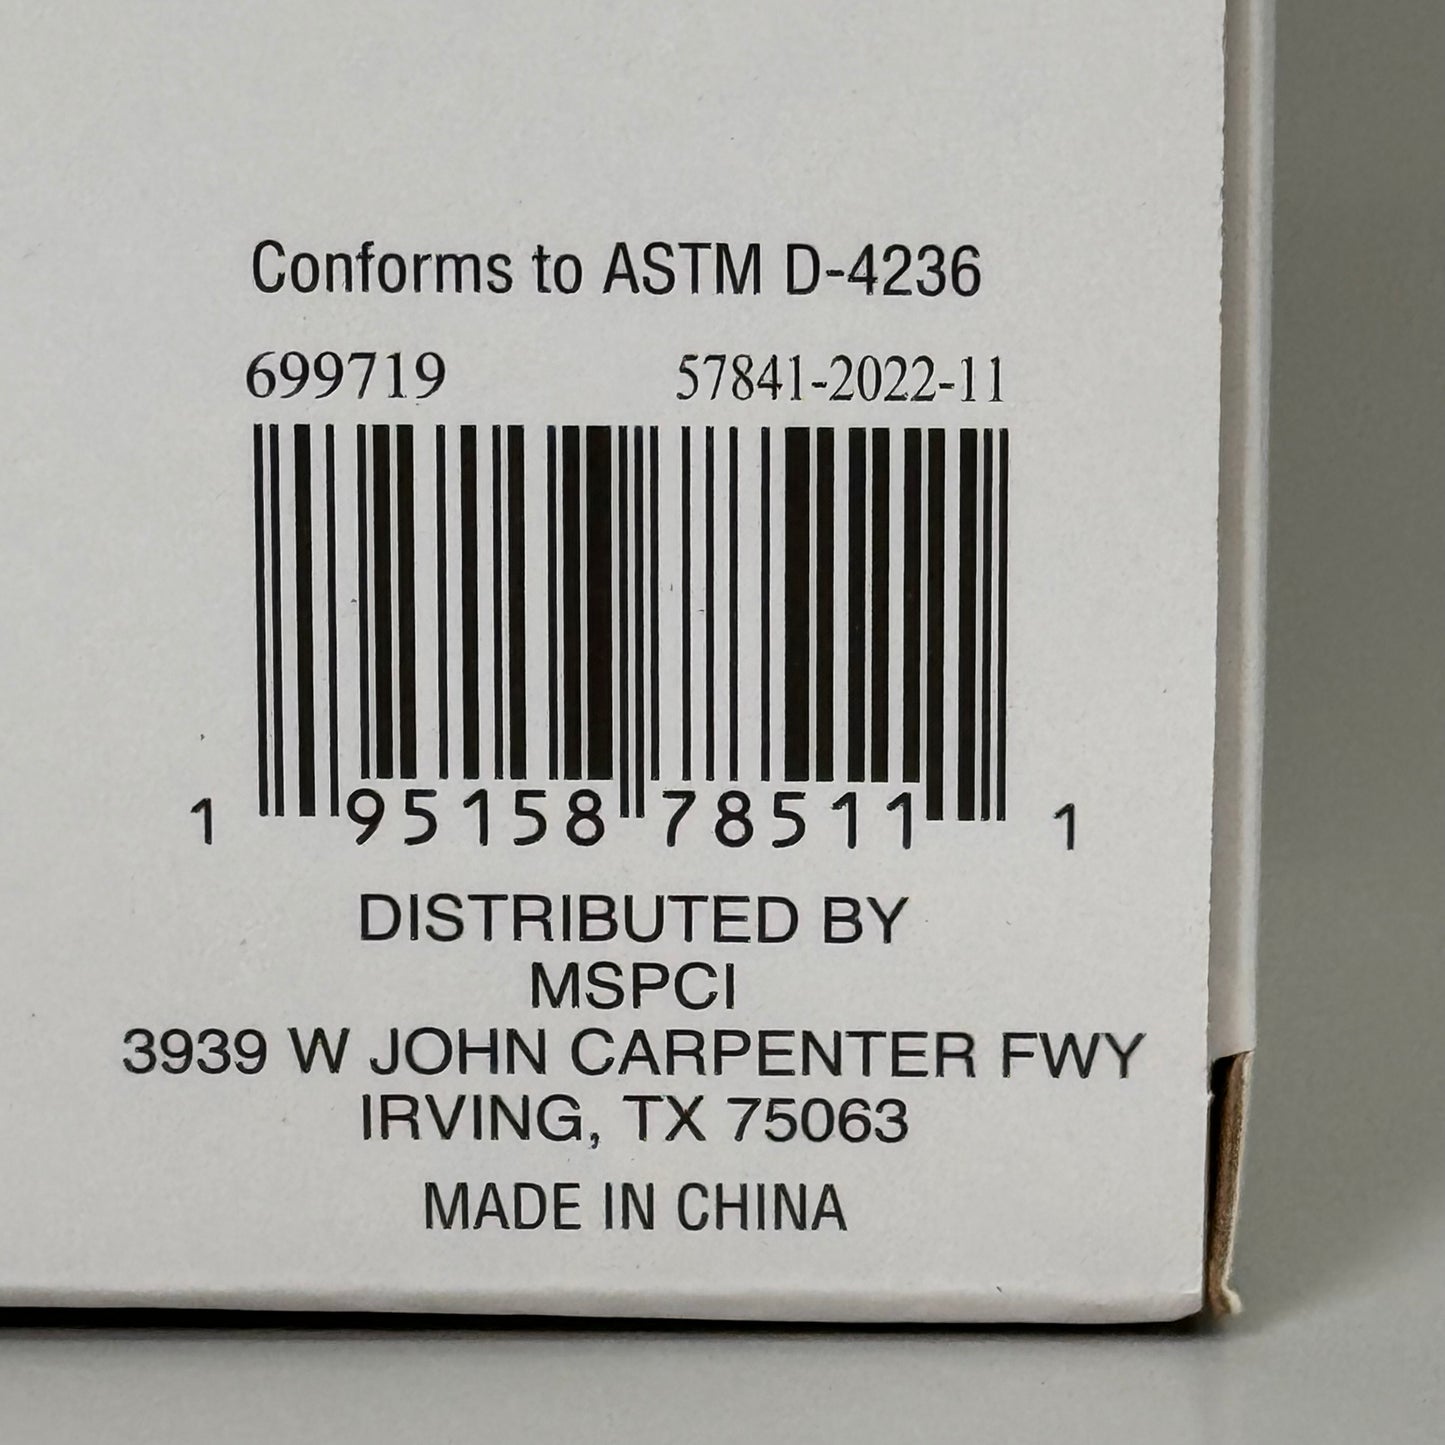 Conforms to ASTM D-4236
699719 57841-2022-11
1 95158 78511 1
DISTRIBUTED BY
MSPCI
3939 W JOHN CARPENTER FWY
IRVING, TX 75063
MADE IN CHINA